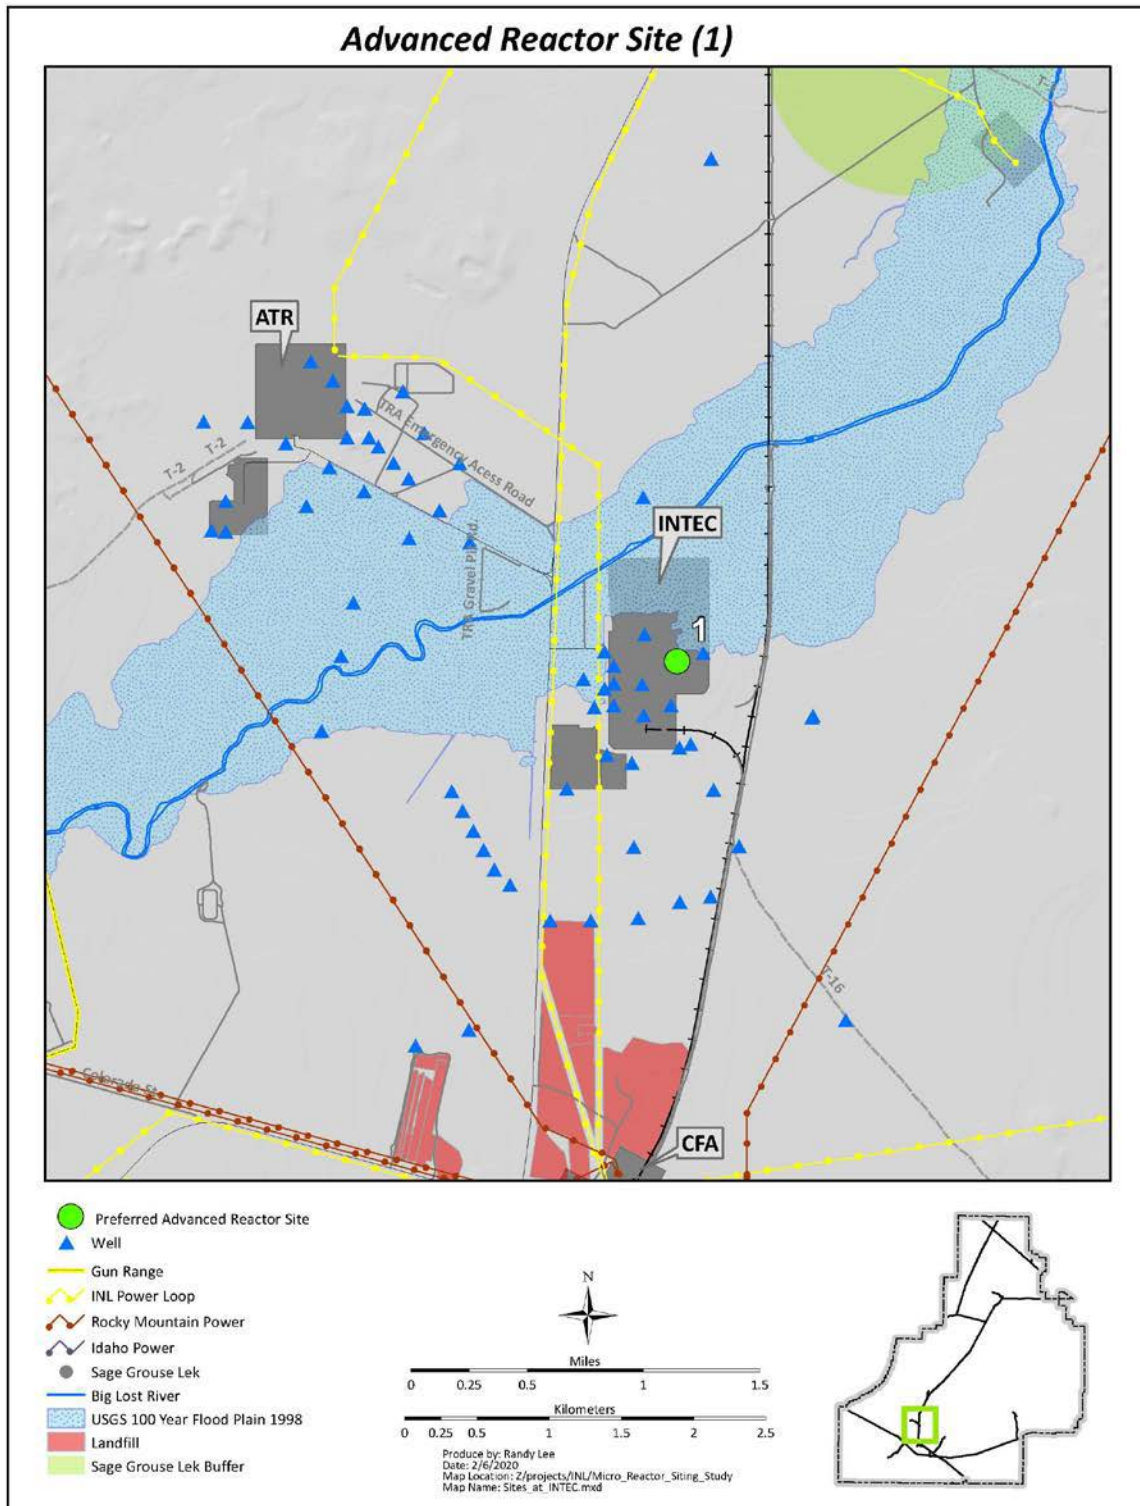 Advanced Reactor Site (1)
T-
ATR
TRA Emergency Acess Road
T-2
T-2
INTEC
1
T-16
Colorado St
CFA
Preferred Advanced Reactor Site
Well
Gun Range
INL Power Loop
Rocky Mountain Power
Idaho Power
Sage Grouse Lek
Big Lost River
USGS 100 Year Flood Plain 1998
Landfill
Sage Grouse Lek Buffer
N
Miles
0 0.25 0.5 1 1.5
Kilometers
0 0.25 0.5 1 1.5 2 2.5
Produce by: Randy Lee
Date: 2/6/2020
Map Location: Z/projects/INL/Micro_Reactor_Siting_Study
Map Name: Sites_at_INTEC.mxd